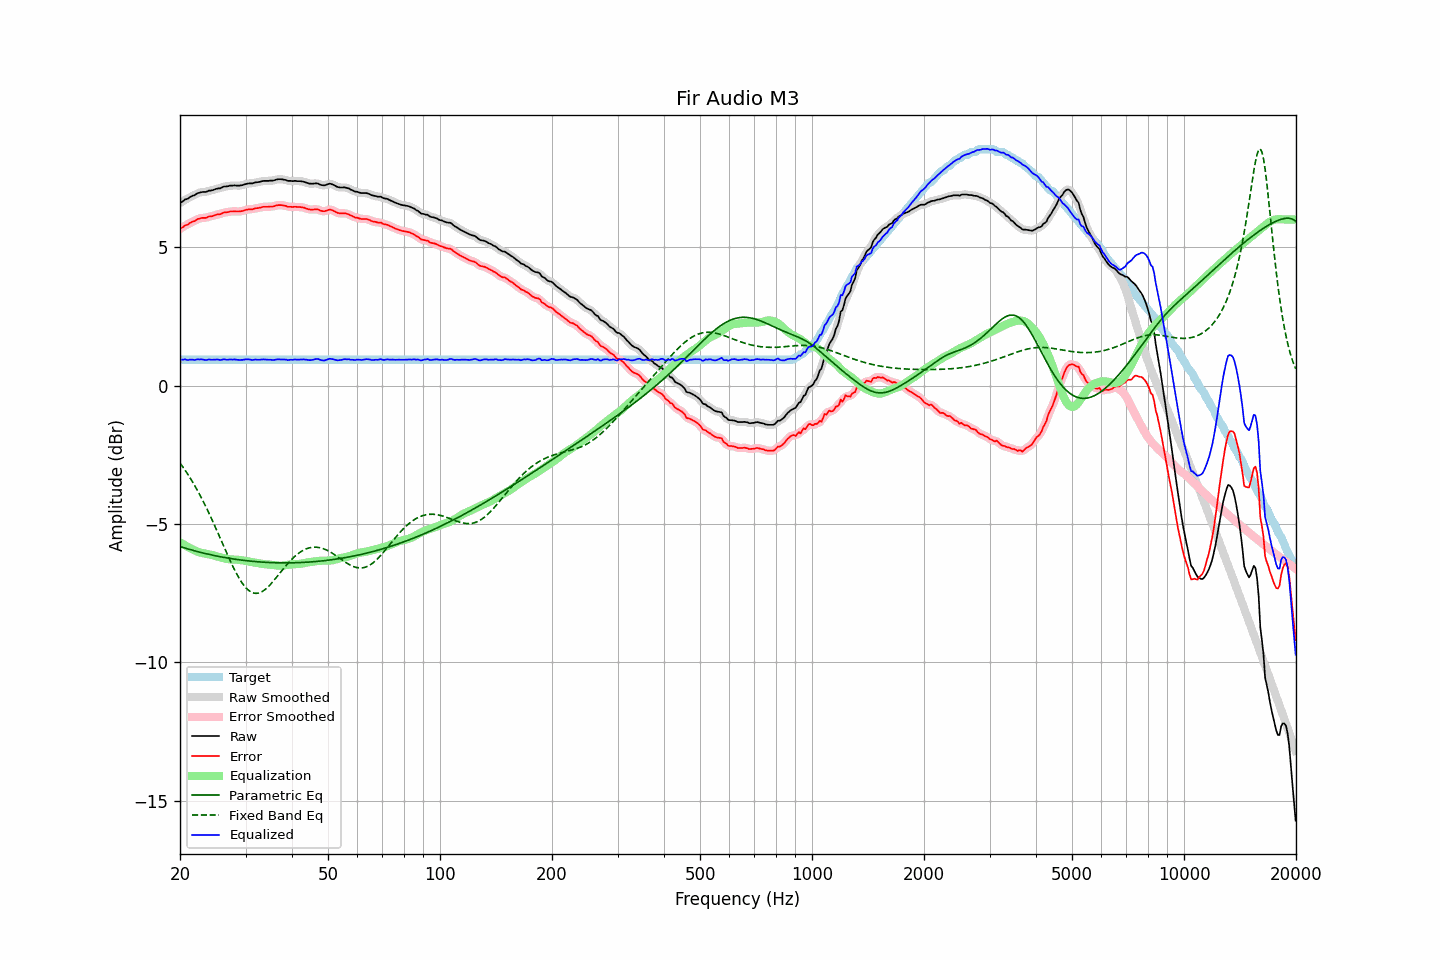 Fir Audio M3
Amplitude (dBr)
5
0
−5
−10
−15
Target
Raw Smoothed
Error Smoothed
Raw
Error
Equalization
Parametric Eq
Fixed Band Eq
Equalized
20 50 100 200 500 1000 2000 5000 10000 20000
Frequency (Hz)